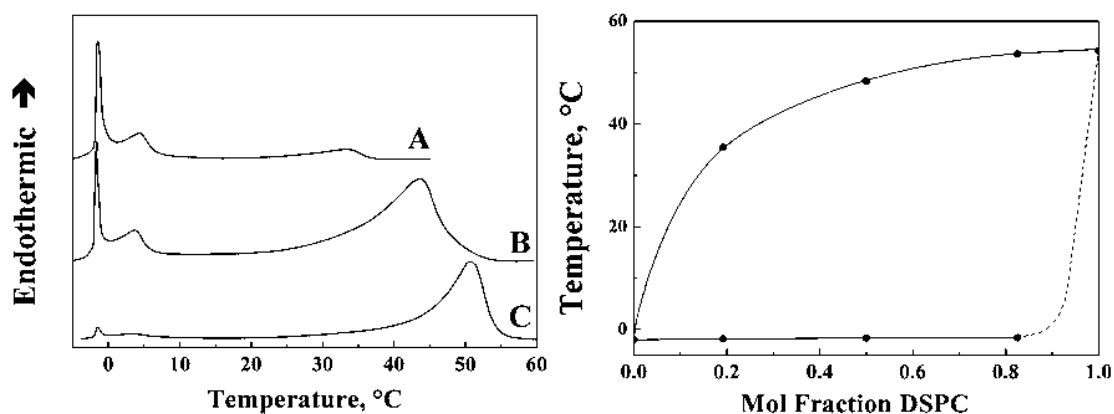 Endothermic ➔
A
B
C
0 10 20 30 40 50 60
Temperature, °C
Temperature, °C
60
40
20
0
0.0 0.2 0.4 0.6 0.8 1.0
Mol Fraction DSPC